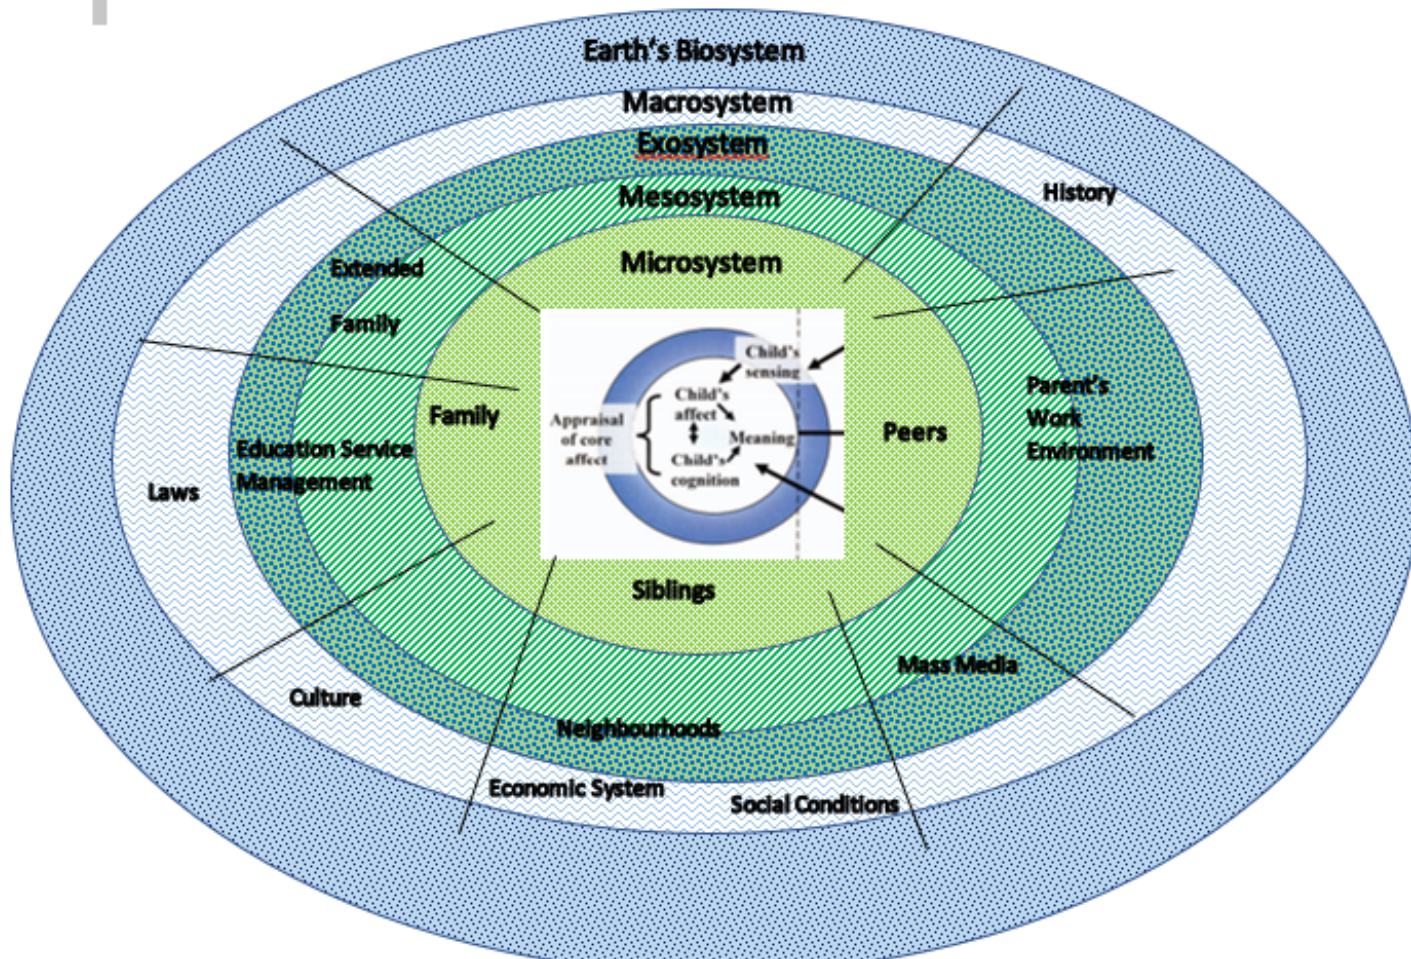 Earth's Biosystem
Macrosystem
Exosystem
Mesosystem
Microsystem
History
Extended
Family
Family
Education Service
Management
Laws
Child's
sensing
Child's
affect
Appraisal
of core
affect
Meaning
Child's
cognition
Peers
Parent's
Work
Environment
Siblings
Mass Media
Culture
Neighbourhoods
Economic System
Social Conditions